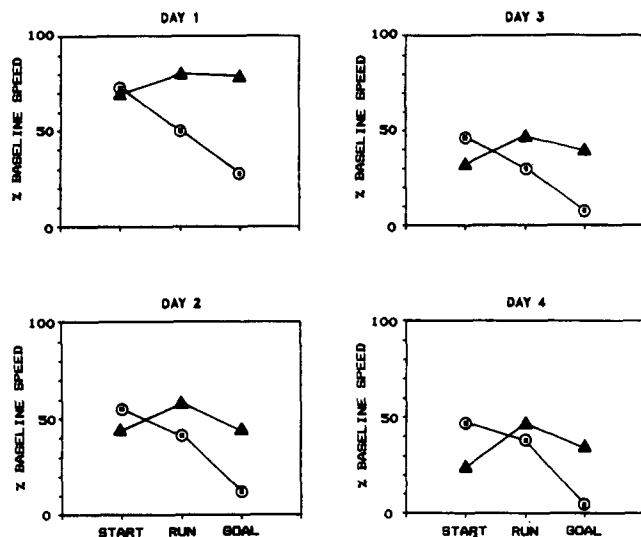 DAY 1
100
50
0
% BASELINE SPEED
DAY 3
100
50
0
% BASELINE SPEED
DAY 2
100
50
0
% BASELINE SPEED
START RUN GOAL
DAY 4
100
50
0
% BASELINE SPEED
START RUN GOAL